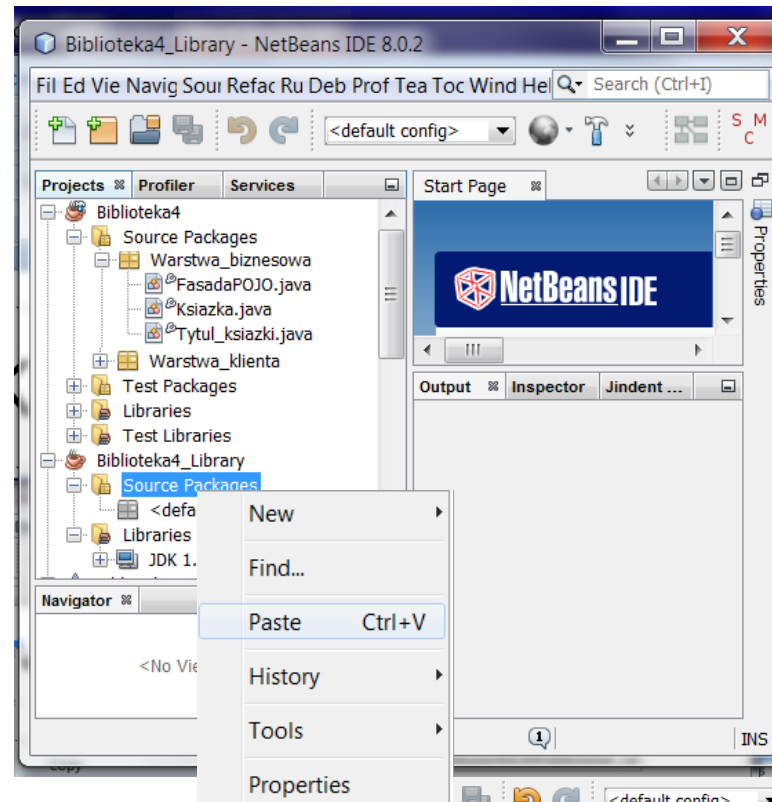 Biblioteka4_Library - NetBeans IDE 8.0.2
Fil Ed Vie Navig Sour Refac Ru Deb Prof Tea Toc Wind Hel Search (Ctrl+I)
<default config> S M C
Projects Profiler Services
Start Page
Biblioteka4
Source Packages
Warstwa_biznesowa
FasadaPOJO.java
Ksiazka.java
Tytul_ksiazki.java
Warstwa_klienta
Test Packages
Libraries
Test Libraries
Biblioteka4_Library
Source Packages
<defa
Libraries
JDK 1.
NetBeans IDE
Properties
Output Inspector Jindent ...
Navigator
<No Vie
New
Find...
Paste Ctrl+V
History
Tools
Properties
1 INS
<default config>